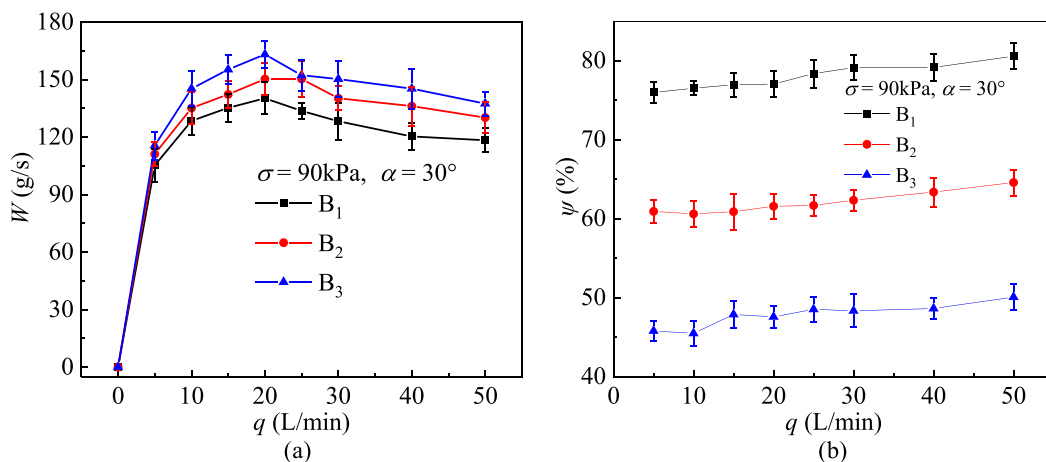 180
150
120
90
60
30
0
W (g/s)
σ = 90kPa, α = 30°
B₁
B₂
B₃
0 10 20 30 40 50
q (L/min)
(a)
80
70
60
50
40
ψ (%)
σ = 90kPa, α = 30°
B₁
B₂
B₃
0 10 20 30 40 50
q (L/min)
(b)